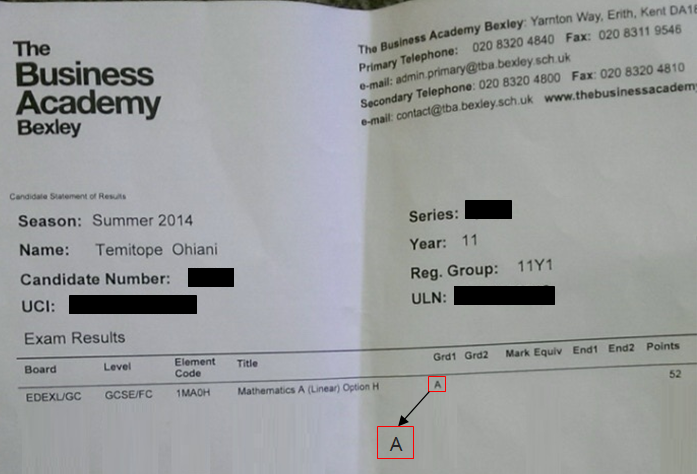 The
Business
Academy
Bexley
The Business Academy Bexley: Yarnton Way, Erith, Kent DA18
Primary Telephone: 020 8320 4840 Fax: 020 8311 9546
e-mail: admin.primary@tba.bexley.sch.uk
Secondary Telephone: 020 8320 4800 Fax: 020 8320 4810
e-mail: contact@tba.bexley.sch.uk www.thebusinessacademy
Candidate Statement of Results
Season: Summer 2014
Name: Temitope Ohiani
Candidate Number:
UCI:
Series:
Year: 11
Reg. Group: 11Y1
ULN:
Exam Results
Board Level Element Code Title Grd1 Grd2 Mark Equiv End1 End2 Points
EDEXL/GC GCSE/FC 1MA0H Mathematics A (Linear) Option H A 52
A